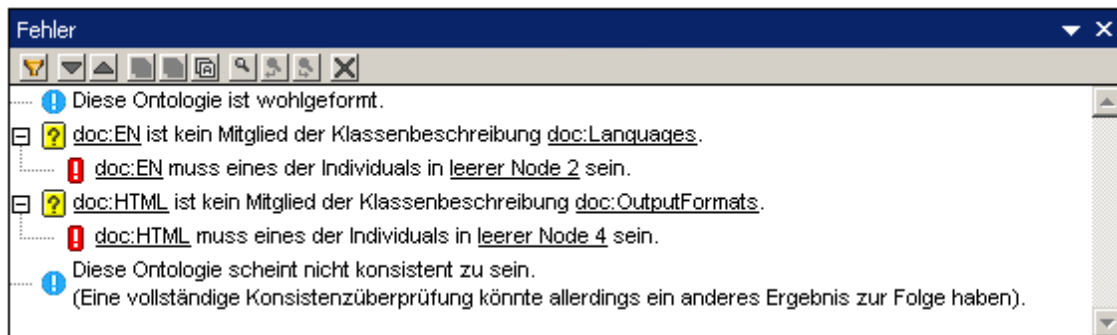 Fehler
Diese Ontologie ist wohlgeformt.
doc:EN ist kein Mitglied der Klassenbeschreibung doc:Languages.
doc:EN muss eines der Individuals in leerer Node 2 sein.
doc:HTML ist kein Mitglied der Klassenbeschreibung doc:OutputFormats.
doc:HTML muss eines der Individuals in leerer Node 4 sein.
Diese Ontologie scheint nicht konsistent zu sein.
(Eine vollständige Konsistenzüberprüfung könnte allerdings ein anderes Ergebnis zur Folge haben).